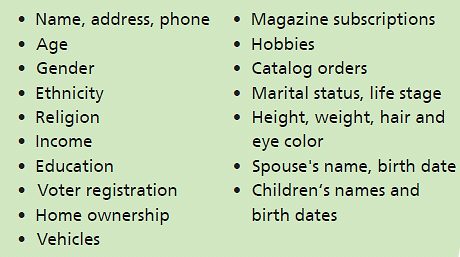 • Name, address, phone
• Age
• Gender
• Ethnicity
• Religion
• Income
• Education
• Voter registration
• Home ownership
• Vehicles
• Magazine subscriptions
• Hobbies
• Catalog orders
• Marital status, life stage
• Height, weight, hair and
eye color
• Spouse's name, birth date
• Children’s names and
birth dates